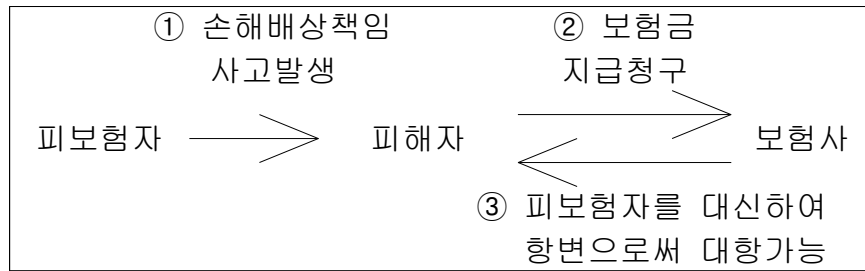 ① 손해배상책임
사고발생
② 보험금
지급청구
피보험자
피해자
보험사
③ 피보험자를 대신하여
항변으로써 대항가능